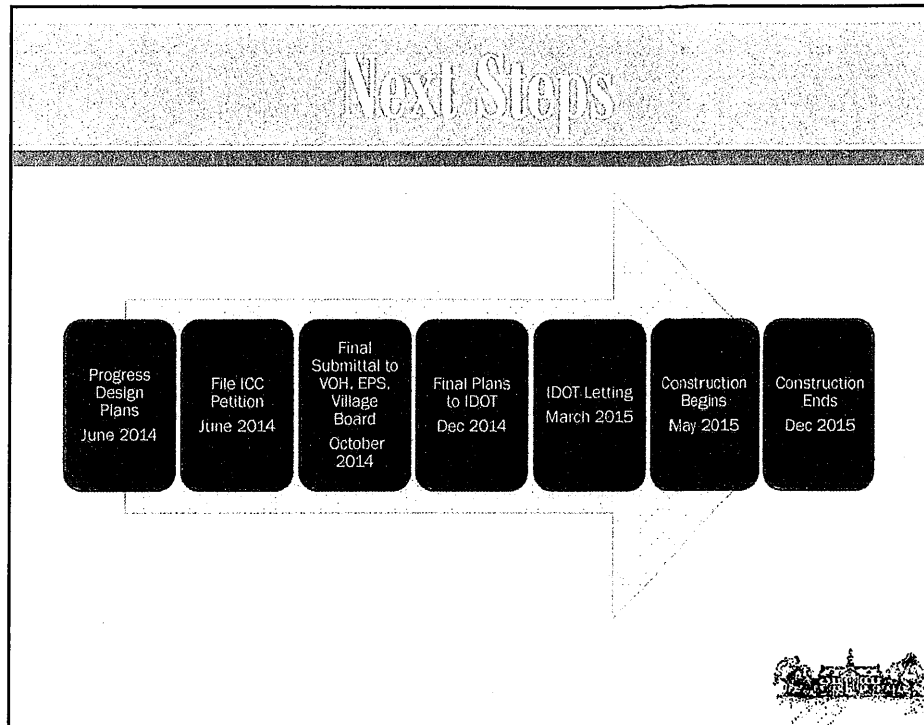 Next Steps
Progress
Design
Plans
June 2014
File ICC
Petition
June 2014
Final
Submittal to
VOH, EPS,
Village
Board
October
2014
Final Plans
to IDOT
Dec 2014
IDOT Letting
March 2015
Construction
Begins
May 2015
Construction
Ends
Dec 2015